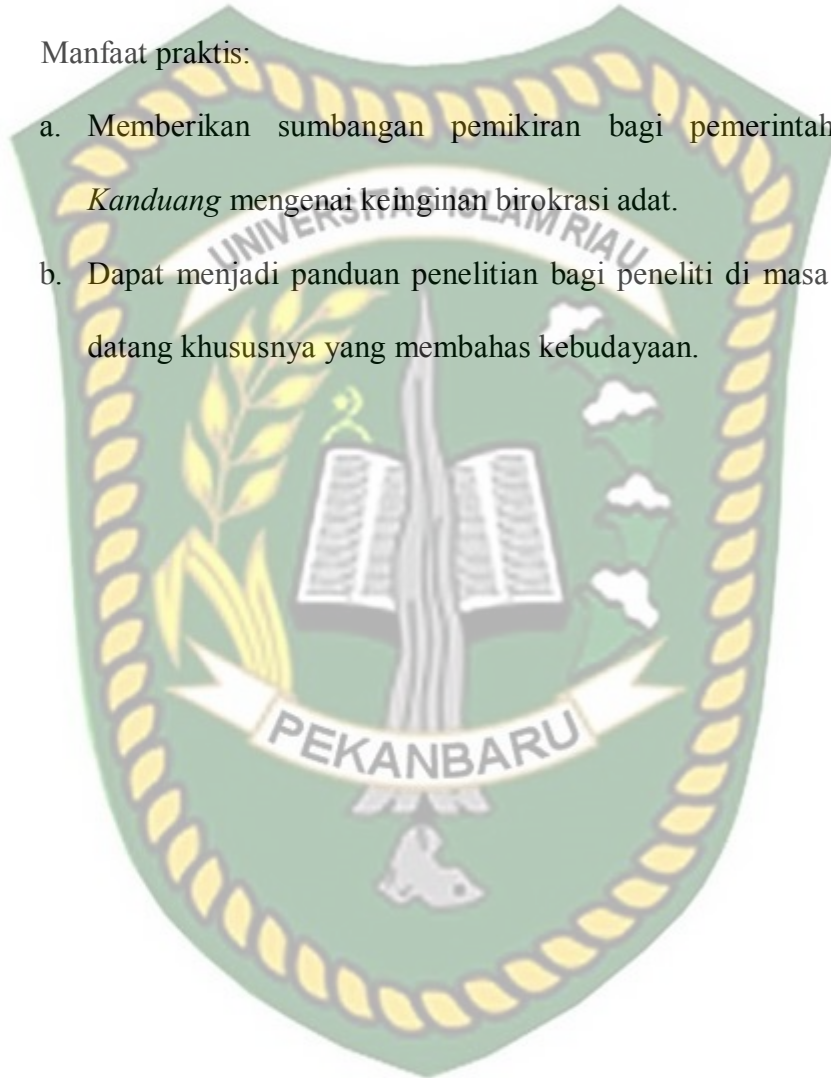 Manfaat praktis:
a. Memberikan sumbangan pemikiran bagi pemerintah
Kanduang mengenai keinginan birokrasi adat.
UNIVERSITAS ISLAM RIAU
b. Dapat menjadi panduan penelitian bagi peneliti di masa
datang khususnya yang membahas kebudayaan.
PEKANBARU